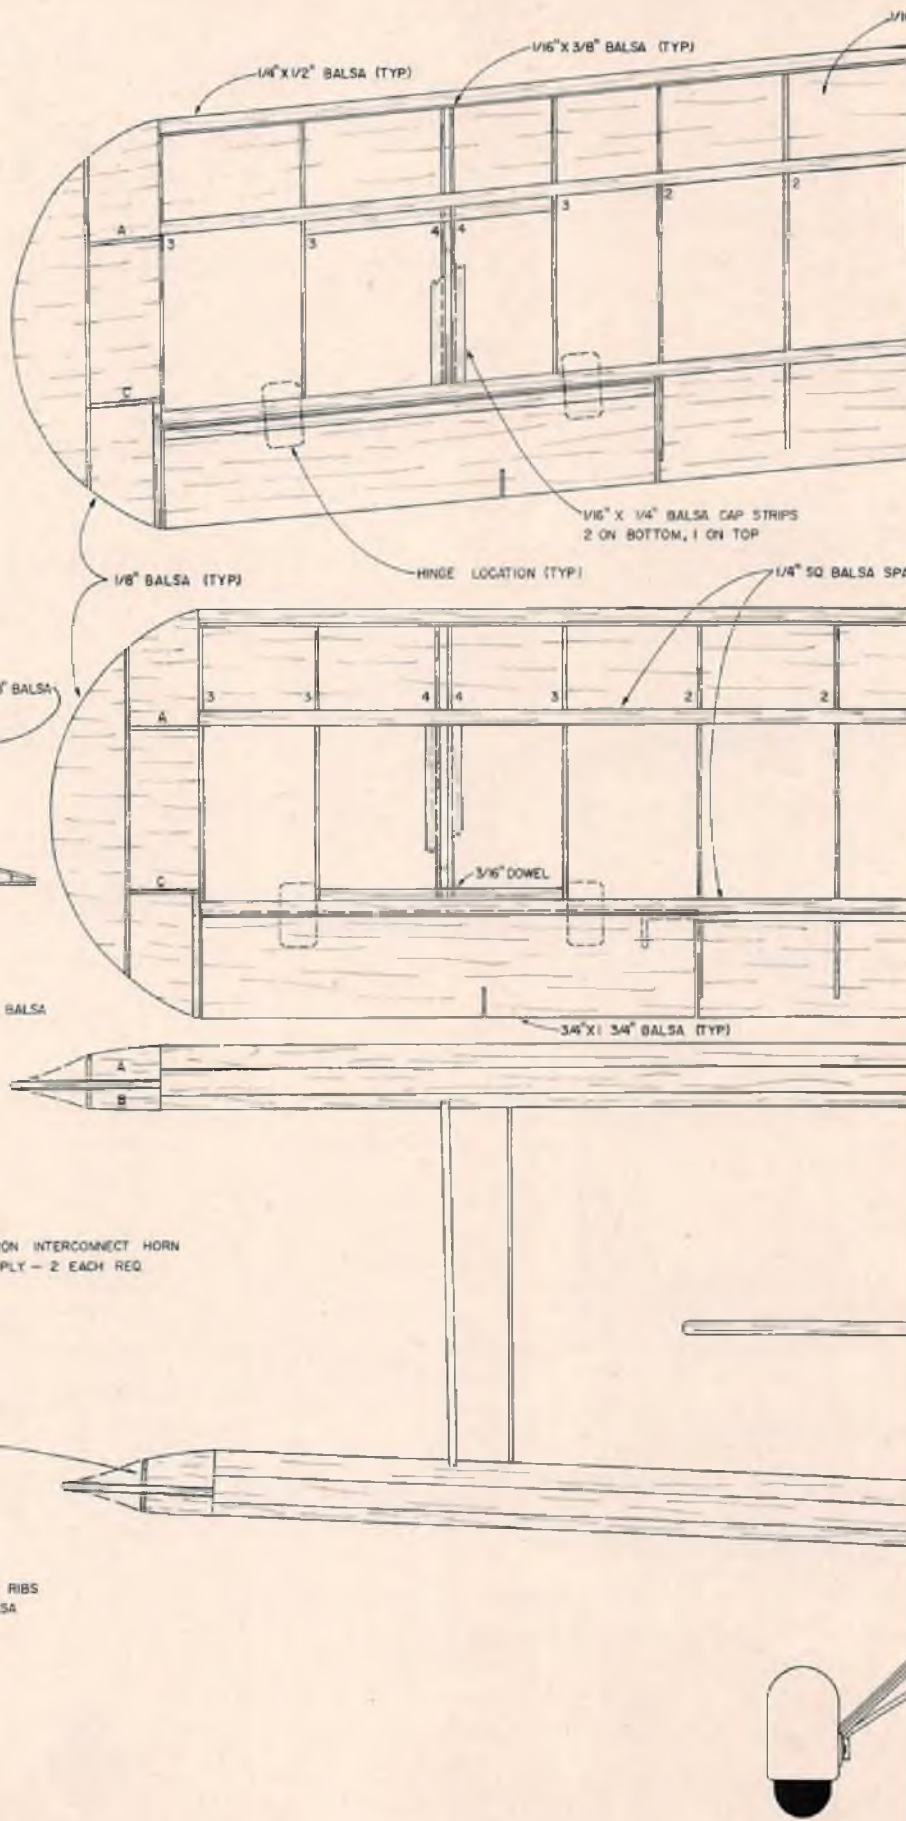 1/16" X 3/8" BALSA (TYP)
1/4" X 1/2" BALSA (TYP)
A
3
3
4
4
3
2
2
C
1/16" X 1/4" BALSA CAP STRIPS
2 ON BOTTOM, 1 ON TOP
HINGE LOCATION (TYP)
1/8" BALSA (TYP)
1/4" SQ BALSA
BALSA
3
3
4
4
3
2
2
A
3/16" DOWEL
C
BALSA
3/4" X 1 3/4" BALSA (TYP)
A
B
INTERCONNECT HORN
PLY – 2 EACH REQ
RIBS